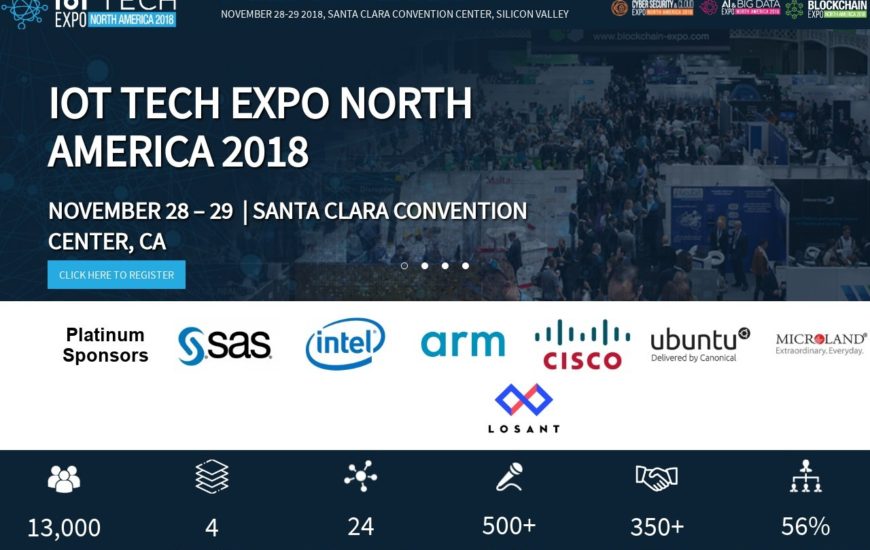 IoT TECH
EXPO NORTH AMERICA 2018
NOVEMBER 28-29 2018, SANTA CLARA CONVENTION CENTER, SILICON VALLEY
CYBER SECURITY & CLOUD
EXPO NORTH AMERICA 2018
AI & BIG DATA
EXPO NORTH AMERICA 2018
BLOCKCHAIN
EXPO NORTH AMERICA 2018
www.blockchain-expo.com
IOT TECH EXPO NORTH
AMERICA 2018
NOVEMBER 28 – 29 | SANTA CLARA CONVENTION
CENTER, CA
CLICK HERE TO REGISTER
Platinum
Sponsors
sas
intel
arm
CISCO
ubuntu
Delivered by Canonical
MICROLAND
Extraordinary. Everyday.
LOSANT
13,000
4
24
500+
350+
56%